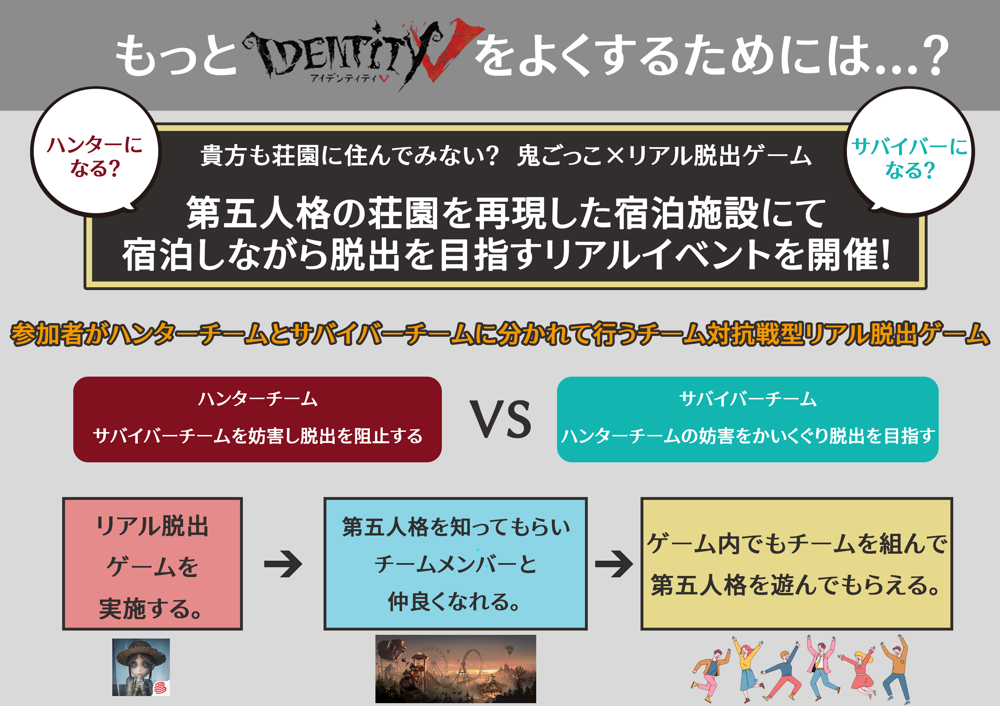 もっとIDENTITY Vをよくするためには…？
アイデンティティV
ハンターに
なる？
サバイバーに
なる？
貴方も荘園に住んでみない？ 鬼ごっこ×リアル脱出ゲーム
第五人格の荘園を再現した宿泊施設にて
宿泊しながら脱出を目指すリアルイベントを開催！
参加者がハンターチームとサバイバーチームに分かれて行うチーム対抗戦型リアル脱出ゲーム
ハンターチーム
サバイバーチームを妨害し脱出を阻止する
VS
サバイバーチーム
ハンターチームの妨害をかいくぐり脱出を目指す
リアル脱出
ゲームを
実施する。
第五人格を知ってもらい
チームメンバーと
仲良くなれる。
ゲーム内でもチームを組んで
第五人格を遊んでもらえる。